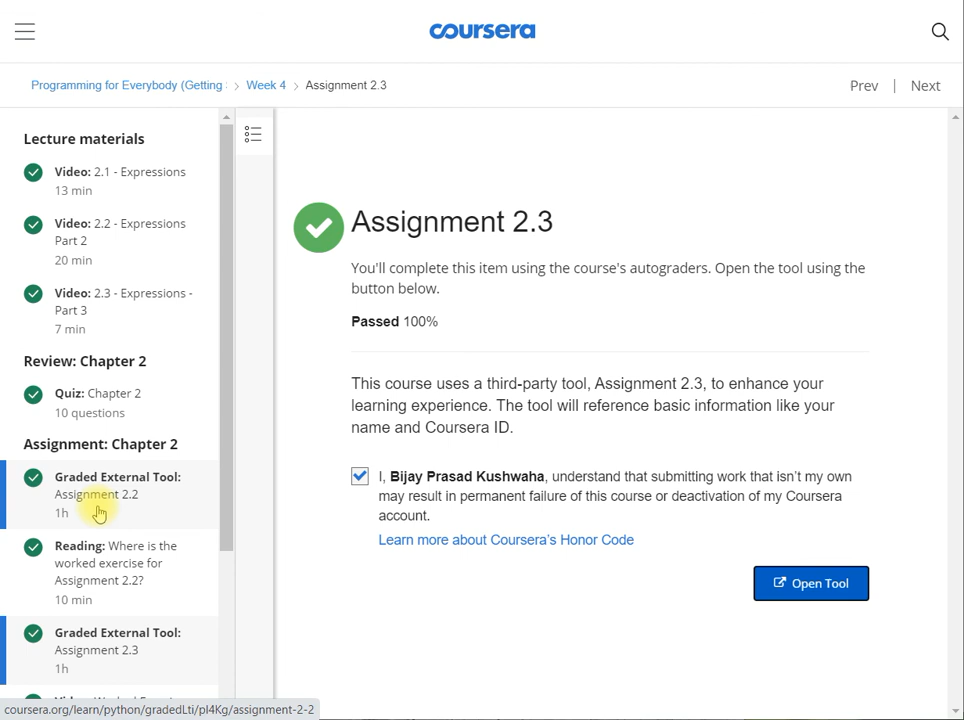 coursera
Programming for Everybody (Getting
Week 4
Assignment 2.3
Prev
Next
Lecture materials
Video: 2.1 - Expressions
13 min
Video: 2.2 - Expressions
Part 2
20 min
Video: 2.3 - Expressions -
Part 3
7 min
Review: Chapter 2
Quiz: Chapter 2
10 questions
Assignment: Chapter 2
Graded External Tool:
Assignment 2.2
1h
Reading: Where is the
worked exercise for
Assignment 2.2?
10 min
Graded External Tool:
Assignment 2.3
1h
coursera.org/learn/python/gradedLti/pI4Kg/assignment-2-2
Assignment 2.3
You'll complete this item using the course's autograders. Open the tool using the
button below.
Passed 100%
This course uses a third-party tool, Assignment 2.3, to enhance your
learning experience. The tool will reference basic information like your
name and Coursera ID.
I, Bijay Prasad Kushwaha, understand that submitting work that isn't my own
may result in permanent failure of this course or deactivation of my Coursera
account.
Learn more about Coursera's Honor Code
Open Tool